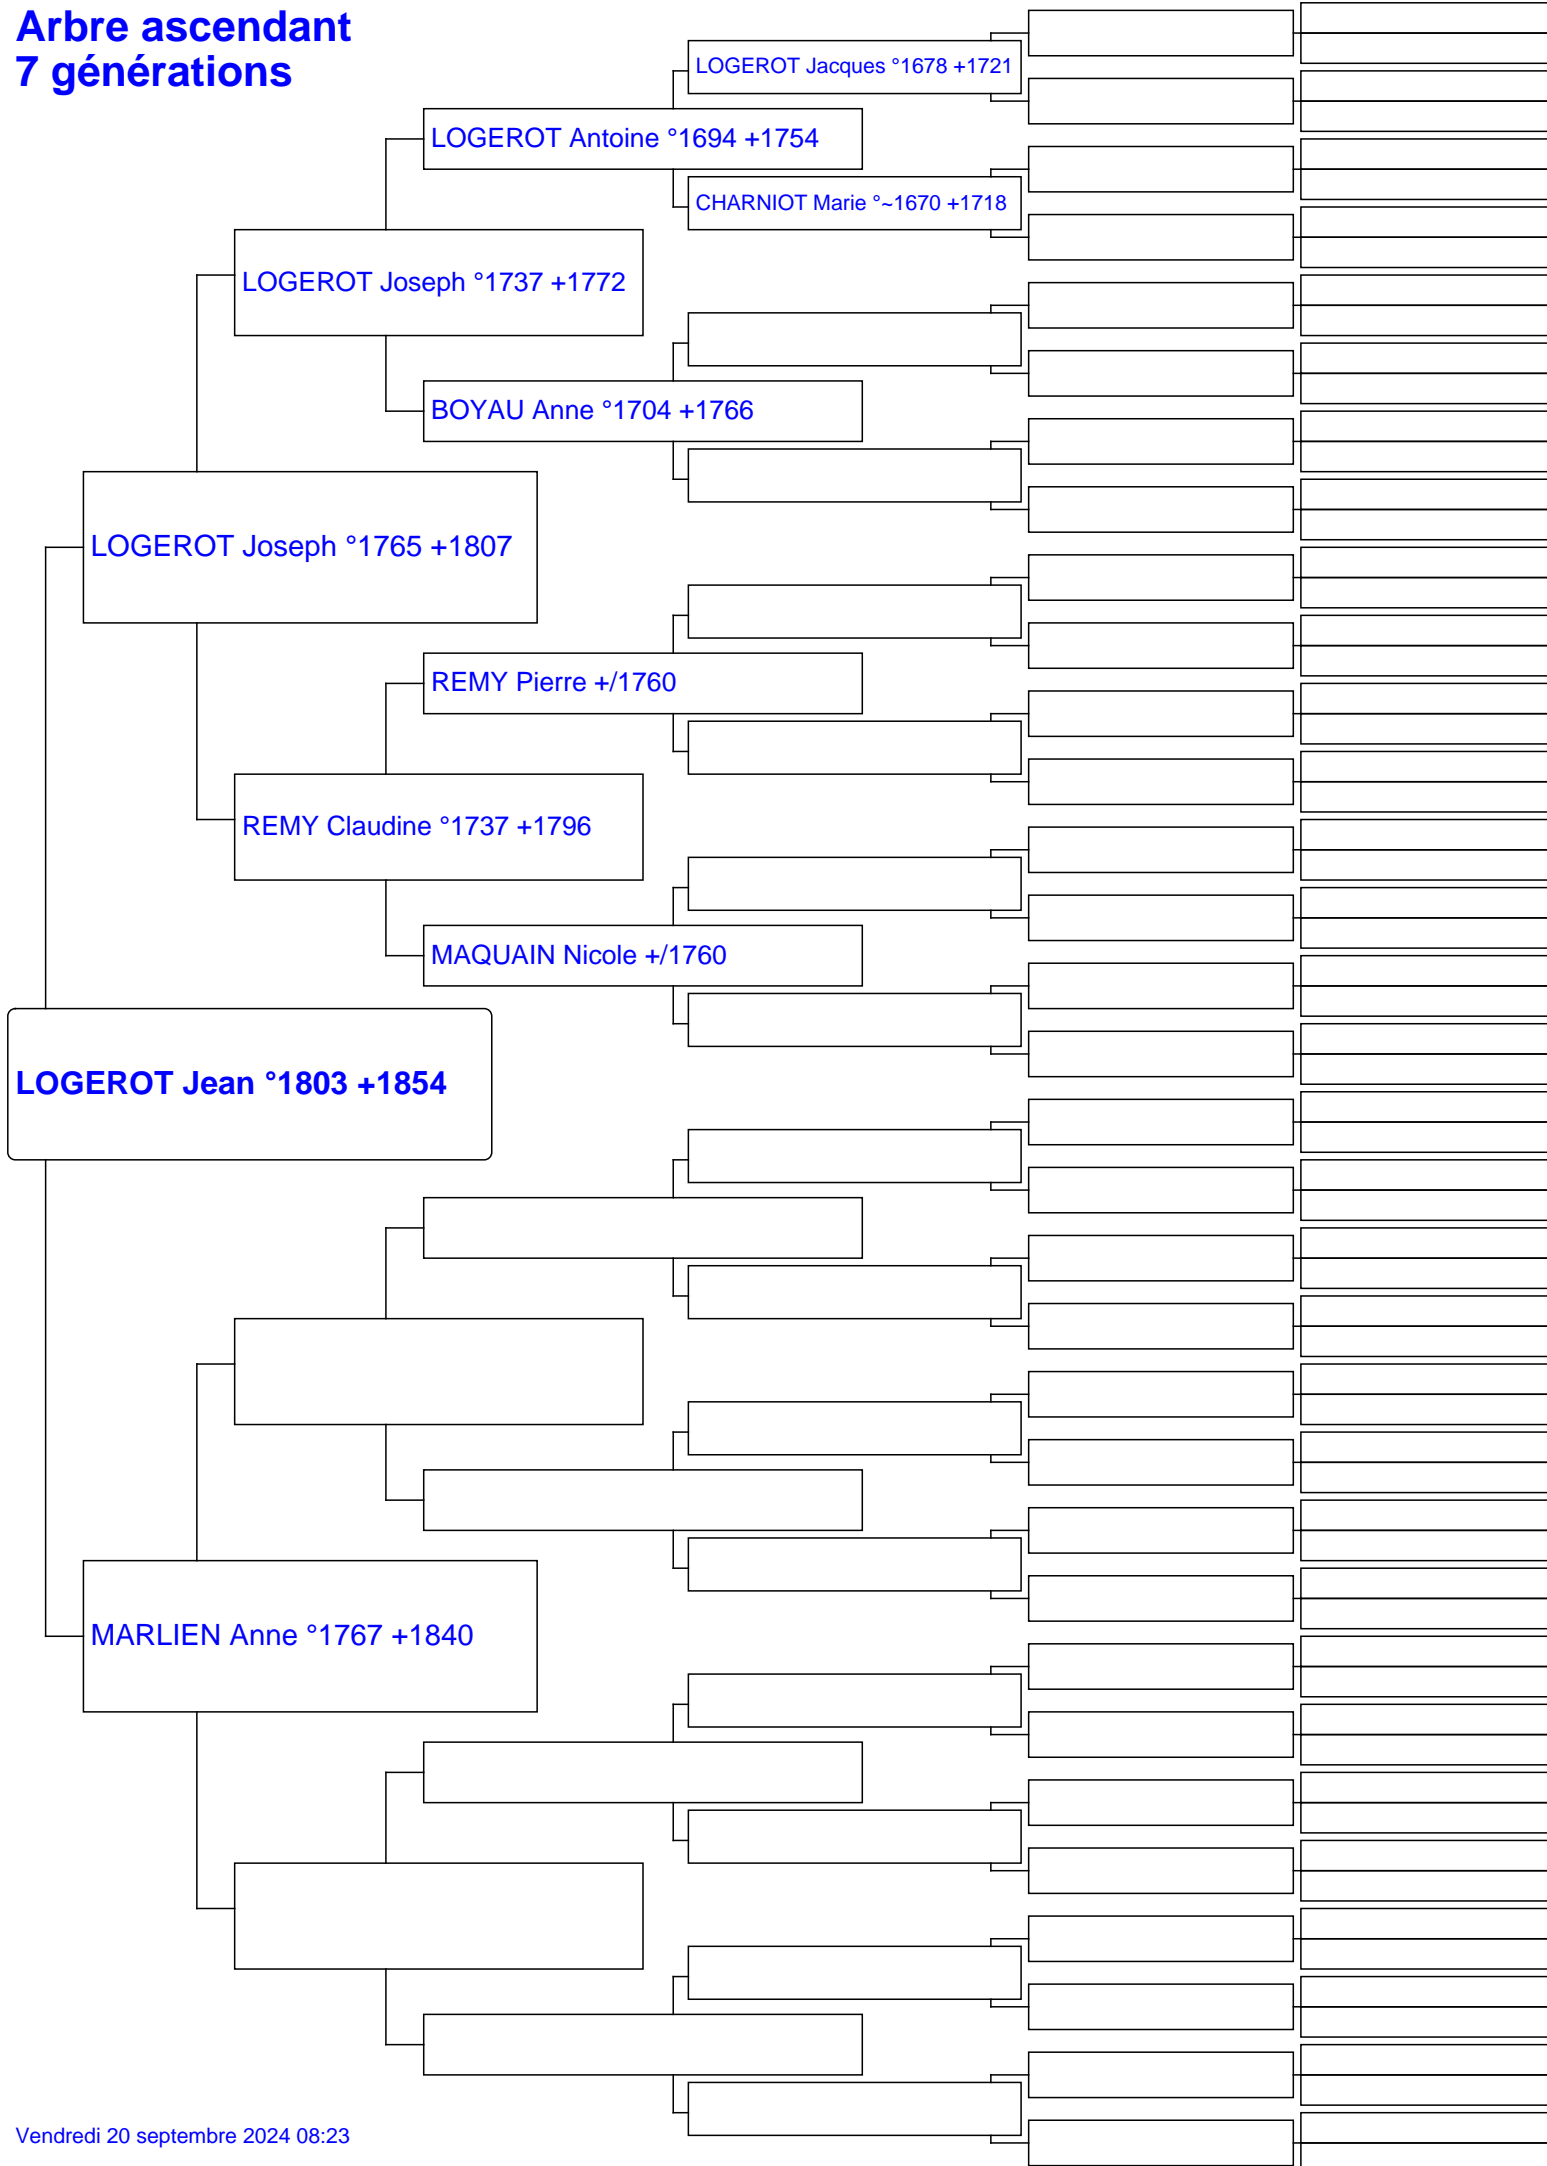 Arbre ascendant
7 générations
LOGEROT Jacques °1678 +1721
LOGEROT Antoine °1694 +1754
CHARNIOT Marie °~1670 +1718
LOGEROT Joseph °1737 +1772
BOYAU Anne °1704 +1766
LOGEROT Joseph °1765 +1807
REMY Pierre +/1760
REMY Claudine °1737 +1796
MAQUAIN Nicole +/1760
LOGEROT Jean °1803 +1854
MARLIEN Anne °1767 +1840
Vendredi 20 septembre 2024 08:23